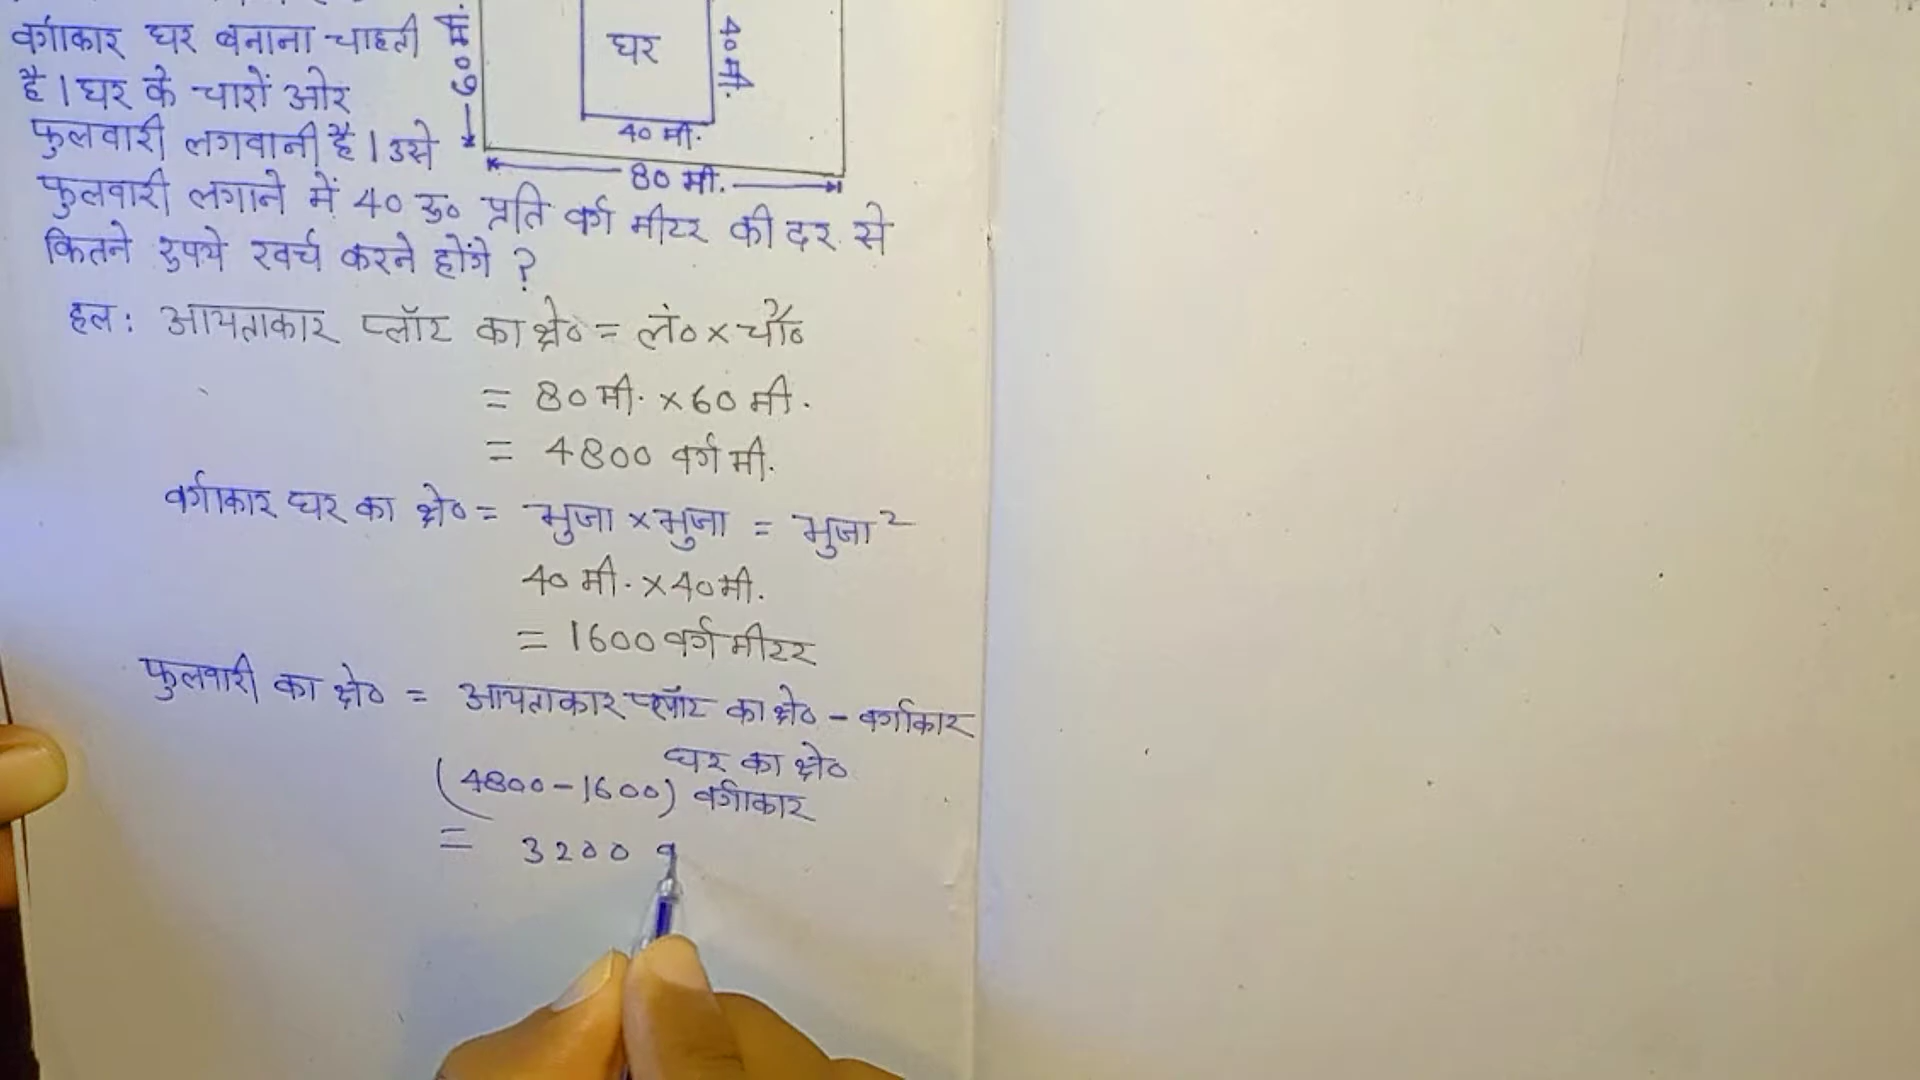 वर्गाकार घर बनाना चाहती
है। घर के चारों ओर
फुलवारी लगवानी है। उसे
60 मी.
घर
40 मी.
40 मी.
80 मी.
फुलवारी लगाने में 40 रु० प्रति वर्ग मीटर की दर से
कितने रुपये खर्च करने होंगे ?
हल: आयताकार प्लॉट का क्षे० = लं० × चौ०
= 80 मी. × 60 मी.
= 4800 वर्ग मी.
वर्गाकार घर का क्षे० = भुजा × भुजा = भुजा²
40 मी. × 40 मी.
= 1600 वर्ग मीटर
फुलवारी का क्षे० = आयताकार प्लॉट का क्षे० - वर्गाकार
घर का क्षे०
(4800 - 1600) वर्गाकार
= 3200 व